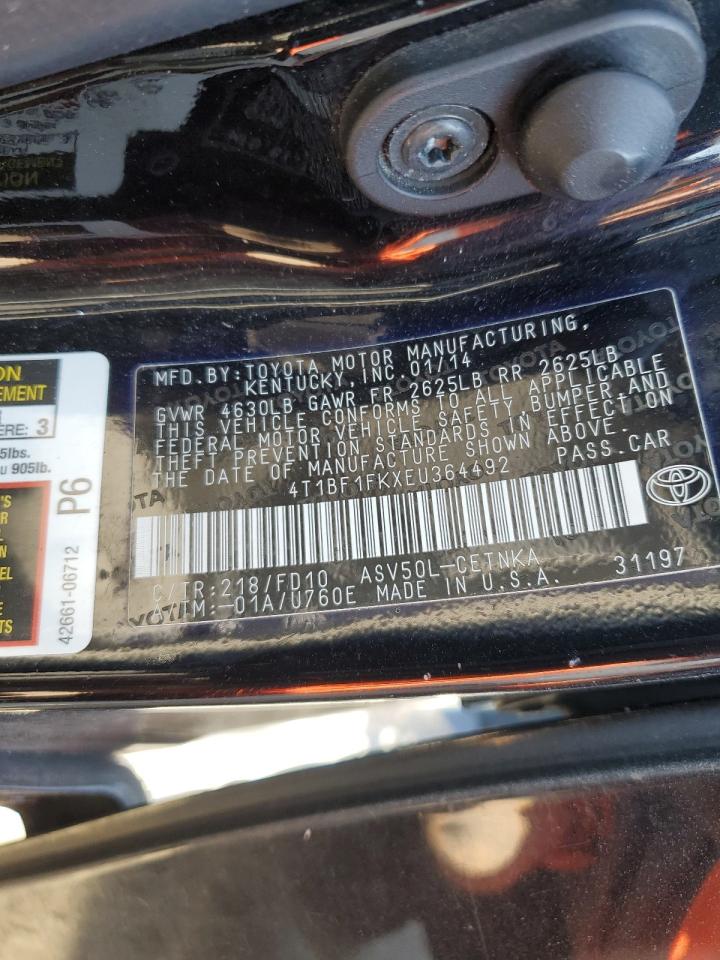 MFD.BY:TOYOTA MOTOR MANUFACTURING,
KENTUCKY,INC.01/14
GVWR 4630LB GAWR FR 2625LB RR 2625LB
THIS VEHICLE CONFORMS TO ALL APPLICABLE
FEDERAL MOTOR VEHICLE SAFETY,BUMPER,AND
THEFT PREVENTION STANDARDS IN EFFECT ON
THE DATE OF MANUFACTURE SHOWN ABOVE.
4T1BF1FKXEU364492 PASS.CAR
C/TR:218/FD10 ASV50L-CETNKA
A/TM:-01A/U760E MADE IN U.S.A. 31197
ON
EMENT
ERE: 3
5lbs.
905lb.
P6
42661-06712